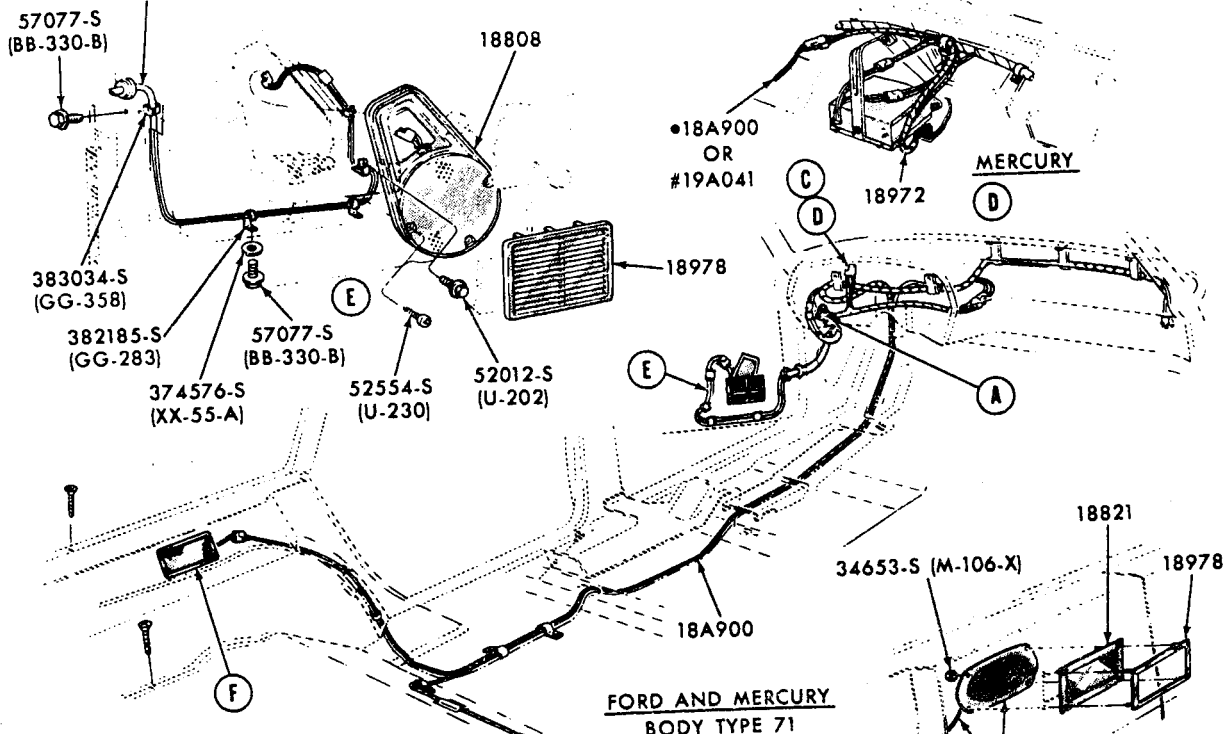 57077-S
(BB-330-B)
18808
●18A900
OR
#19A041
18972
MERCURY
C
D
D
383034-S
(GG-358)
382185-S
(GG-283)
374576-S
(XX-55-A)
57077-S
(BB-330-B)
E
52554-S
(U-230)
52012-S
(U-202)
18978
E
A
F
18A900
34653-S (M-106-X)
18821
18978
FORD AND MERCURY
BODY TYPE 71